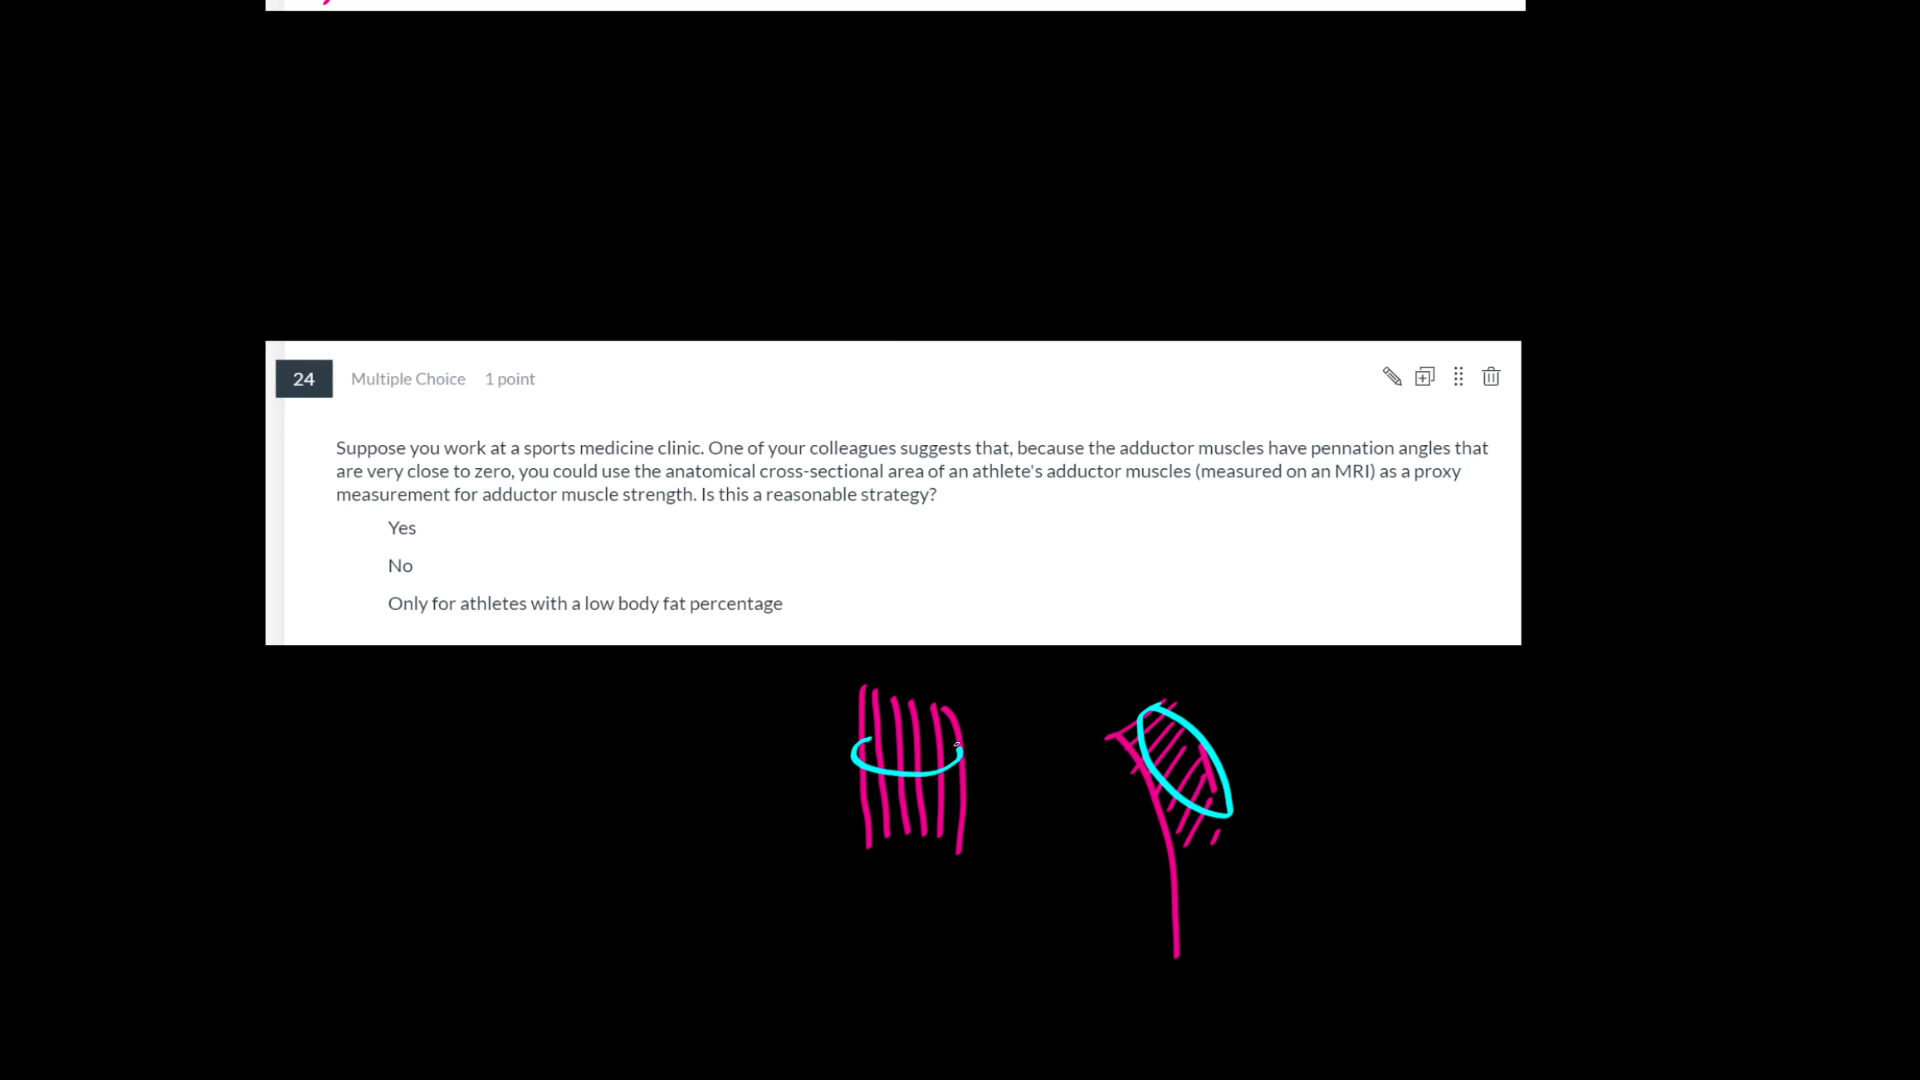 24 Multiple Choice 1 point
Suppose you work at a sports medicine clinic. One of your colleagues suggests that, because the adductor muscles have pennation angles that
are very close to zero, you could use the anatomical cross-sectional area of an athlete's adductor muscles (measured on an MRI) as a proxy
measurement for adductor muscle strength. Is this a reasonable strategy?
Yes
No
Only for athletes with a low body fat percentage